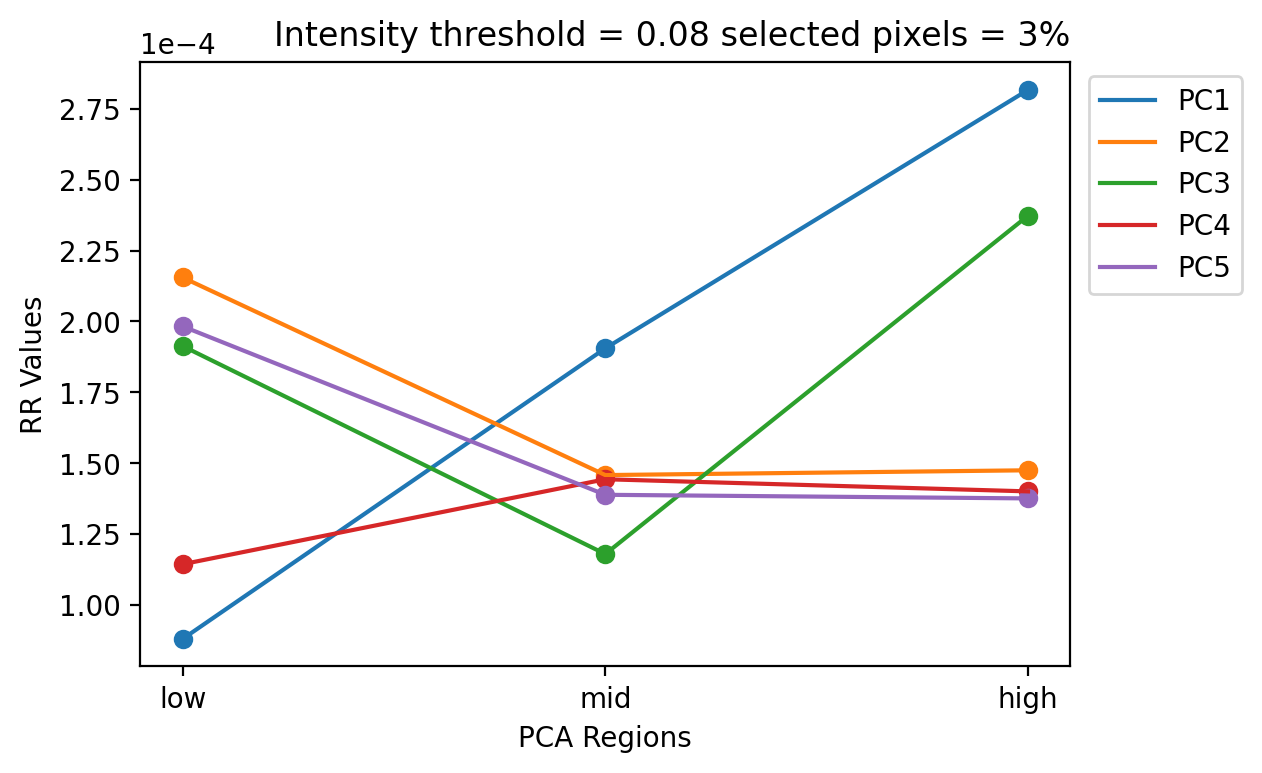 Intensity threshold = 0.08 selected pixels = 3%
1e−4
2.75
2.50
2.25
2.00
1.75
1.50
1.25
1.00
RR Values
low
mid
high
PCA Regions
PC1
PC2
PC3
PC4
PC5